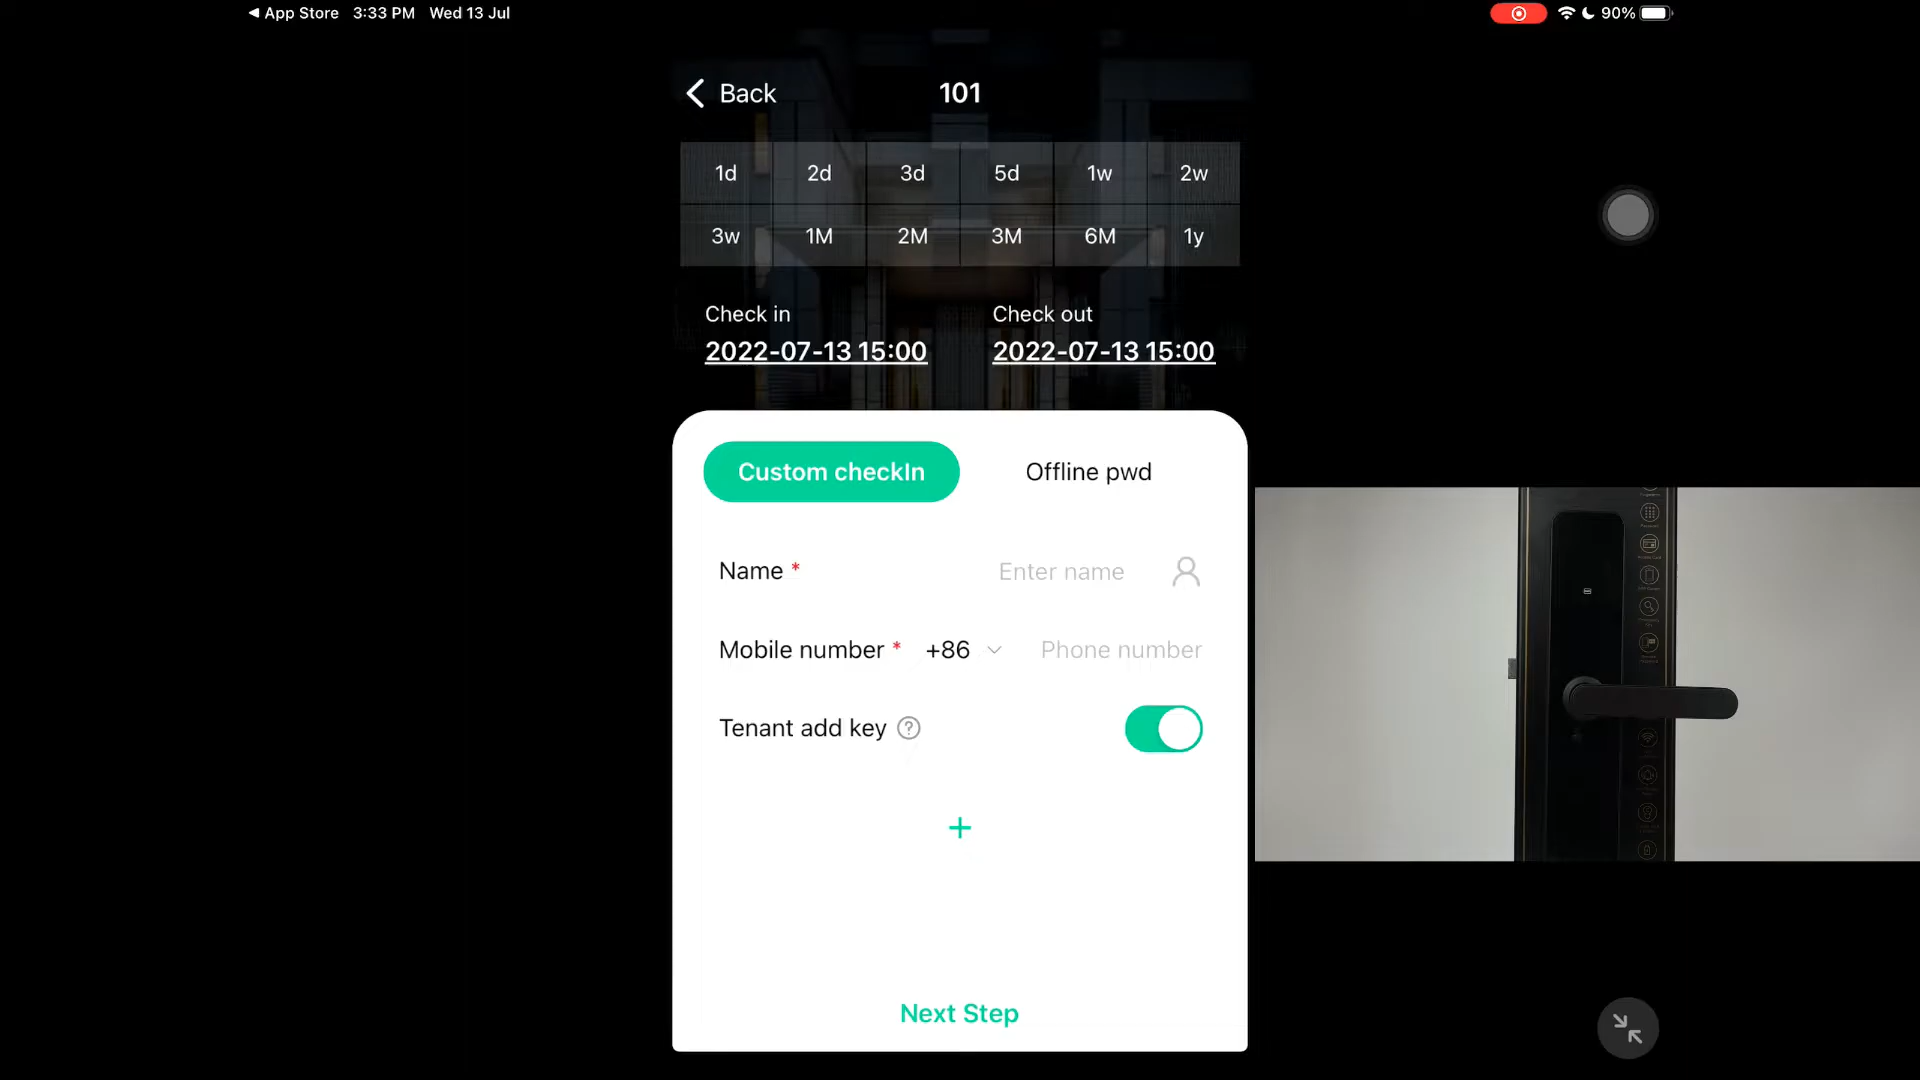 ◀ App Store 3:33 PM Wed 13 Jul
90%
Back
101
1d 2d 3d 5d 1w 2w
3w 1M 2M 3M 6M 1y
Check in
Check out
2022-07-13 15:00
2022-07-13 15:00
Custom checkIn
Offline pwd
Name *
Enter name
Mobile number * +86
Phone number
Tenant add key ?
+
Next Step